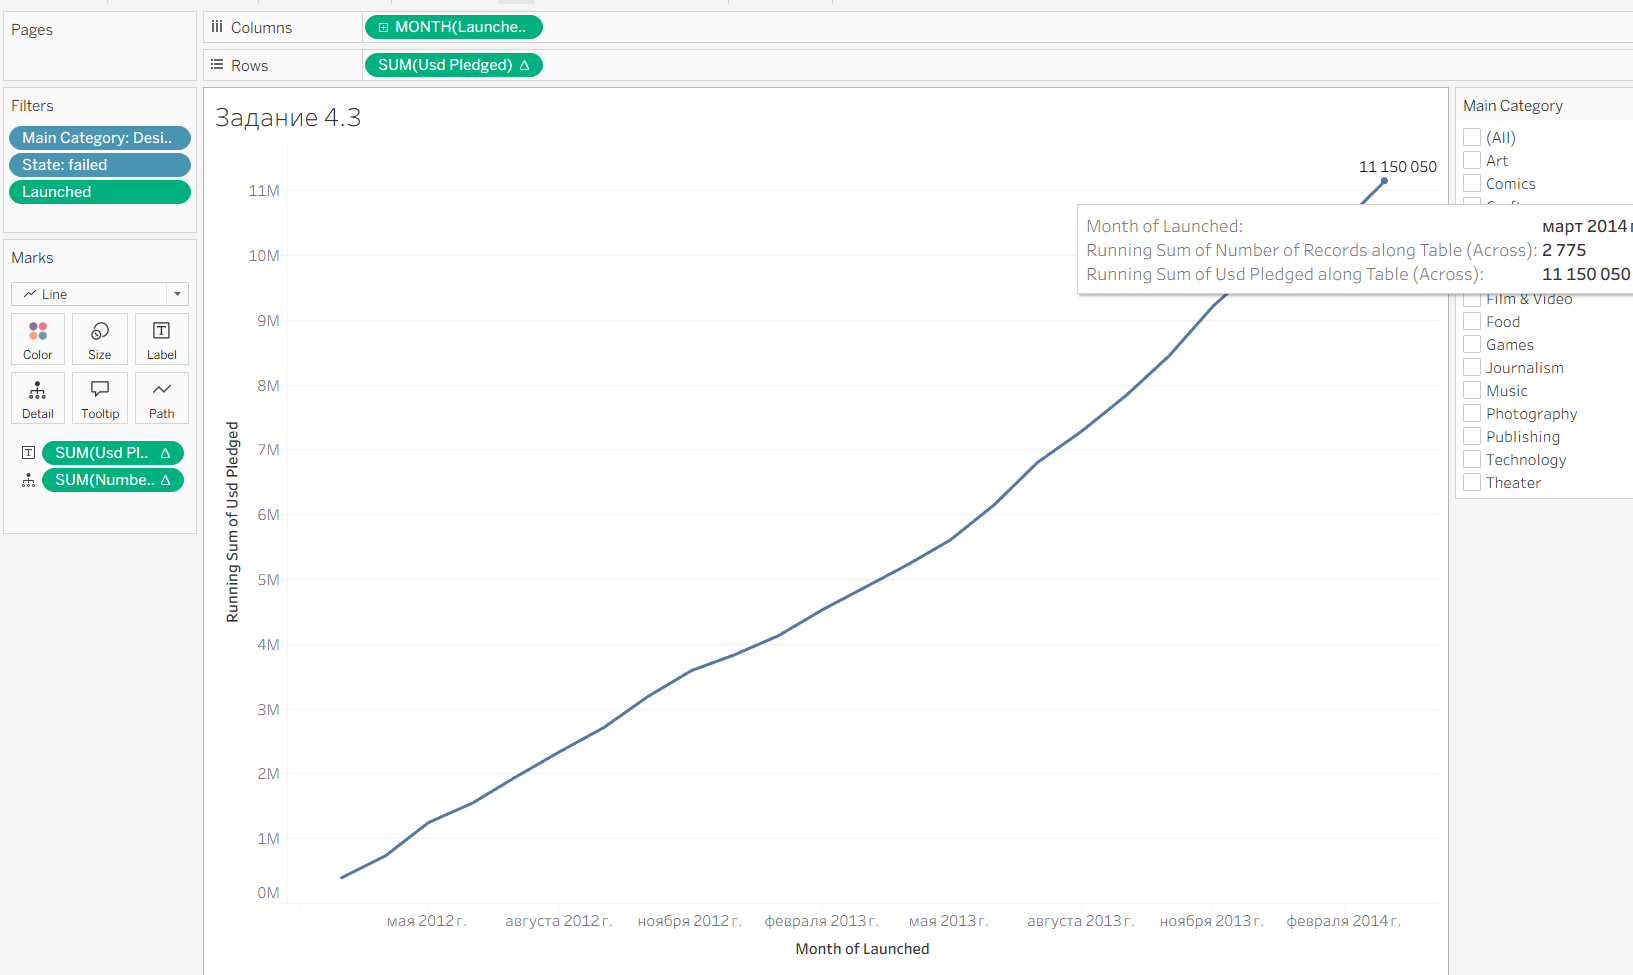 Pages
Columns
MONTH(Launche..
Rows
SUM(Usd Pledged) Δ
Filters
Main Category: Desi..
State: failed
Launched
Marks
Line
Color
Size
Label
Detail
Tooltip
Path
SUM(Usd Pl.. Δ
SUM(Numbe.. Δ
Задание 4.3
Running Sum of Usd Pledged
11M
10M
9M
8M
7M
6M
5M
4M
3M
2M
1M
0M
11 150 050
Month of Launched: март 2014
Running Sum of Number of Records along Table (Across): 2 775
Running Sum of Usd Pledged along Table (Across): 11 150 050
мая 2012 г.
августа 2012 г.
ноября 2012 г.
февраля 2013 г.
мая 2013 г.
августа 2013 г.
ноября 2013 г.
февраля 2014 г.
Month of Launched
Main Category
(All)
Art
Comics
Film & Video
Food
Games
Journalism
Music
Photography
Publishing
Technology
Theater